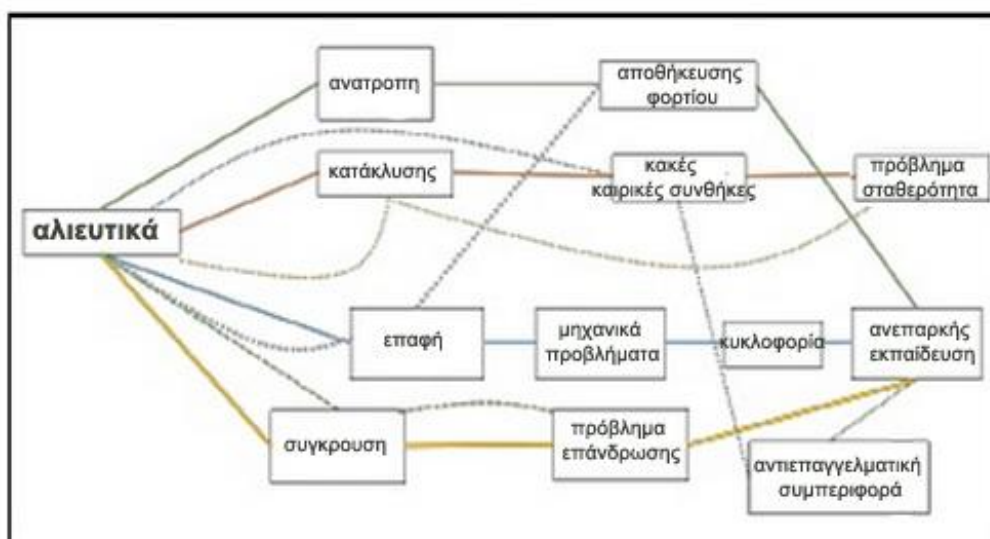 ανατροπη
αποθήκευσης
φορτίου
κατάκλυσης
κακές
καιρικές συνθήκες
πρόβλημα
σταθερότητα
αλιευτικά
επαφή
μηχανικά
προβλήματα
κυκλοφορία
ανεπαρκής
εκπαίδευση
συγκρουση
πρόβλημα
επάνδρωσης
αντιεπαγγελματική
συμπεριφορά